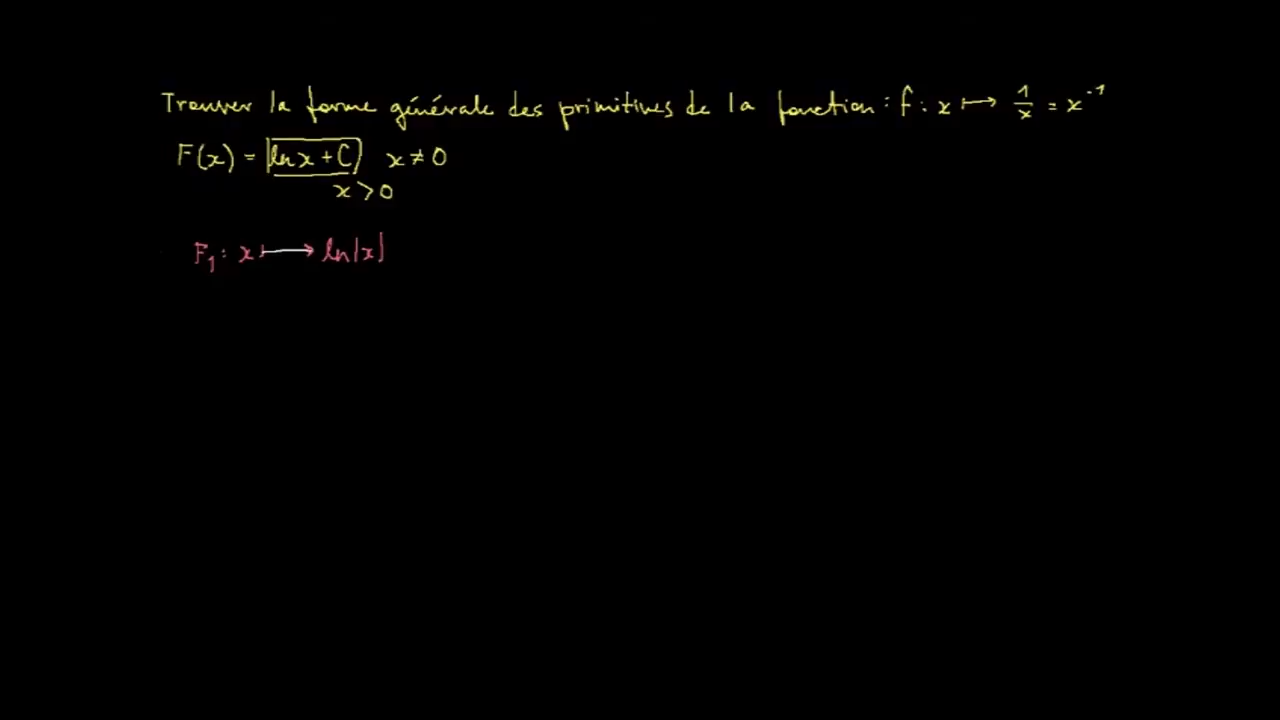 Trouver la forme générale des primitives de la fonction : f : x ⟼ 1/x = x⁻¹
F(x) = ln x + C x ≠ 0
x > 0
F₁ : x ⟼ ln|x|